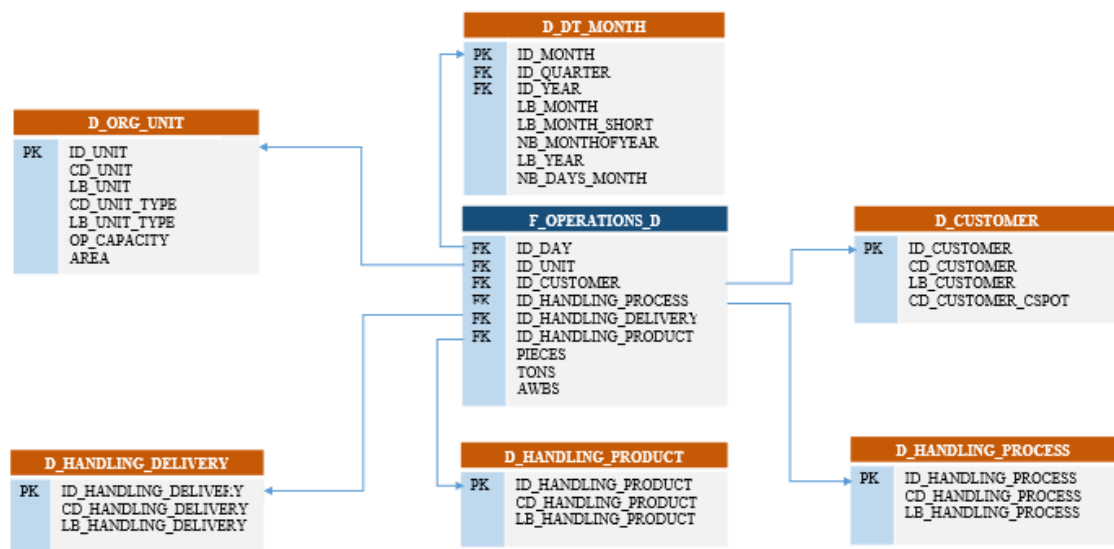 D_DT_MONTH
PK ID_MONTH
FK ID_QUARTER
FK ID_YEAR
LB_MONTH
LB_MONTH_SHORT
NB_MONTHOFYEAR
LB_YEAR
NB_DAYS_MONTH
D_ORG_UNIT
PK ID_UNIT
CD_UNIT
LB_UNIT
CD_UNIT_TYPE
LB_UNIT_TYPE
OP_CAPACITY
AREA
F_OPERATIONS_D
FK ID_DAY
FK ID_UNIT
FK ID_CUSTOMER
FK ID_HANDLING_PROCESS
FK ID_HANDLING_DELIVERY
FK ID_HANDLING_PRODUCT
PIECES
TONS
AWBS
D_CUSTOMER
PK ID_CUSTOMER
CD_CUSTOMER
LB_CUSTOMER
CD_CUSTOMER_CSPOT
D_HANDLING_DELIVERY
PK ID_HANDLING_DELIVERY
CD_HANDLING_DELIVERY
LB_HANDLING_DELIVERY
D_HANDLING_PRODUCT
PK ID_HANDLING_PRODUCT
CD_HANDLING_PRODUCT
LB_HANDLING_PRODUCT
D_HANDLING_PROCESS
PK ID_HANDLING_PROCESS
CD_HANDLING_PROCESS
LB_HANDLING_PROCESS